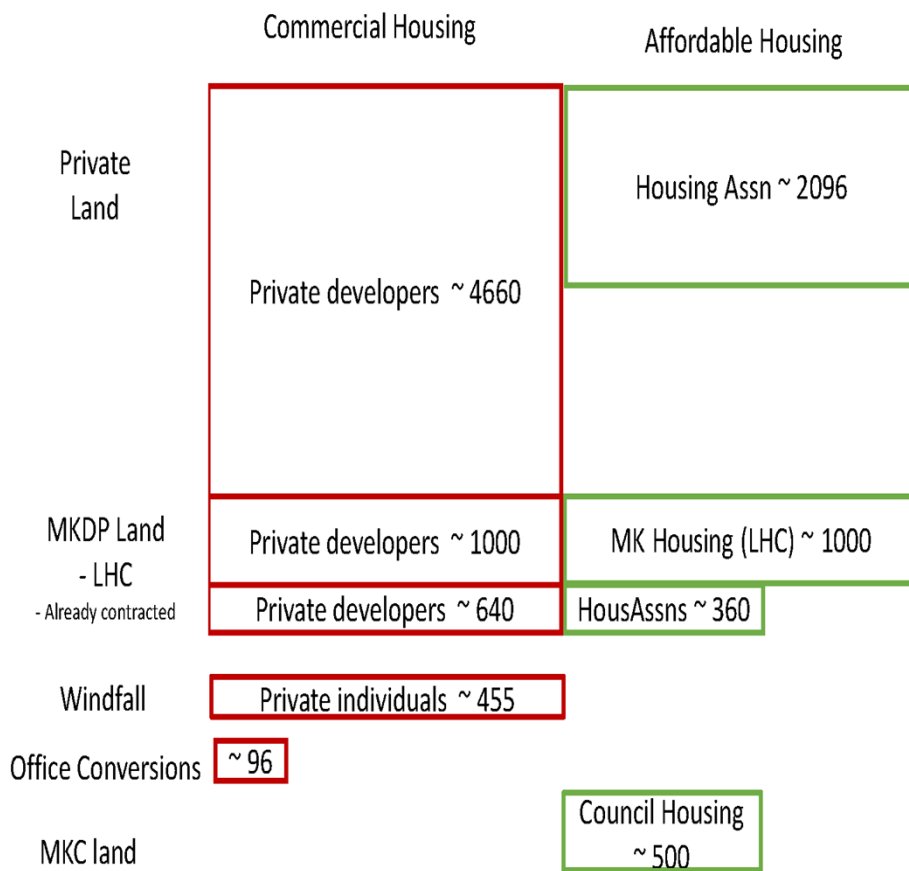 Commercial Housing
Affordable Housing
Private
Land
Housing Assn ~ 2096
Private developers ~ 4660
MKDP Land
- LHC
- Already contracted
Private developers ~ 1000
MK Housing (LHC) ~ 1000
Private developers ~ 640
HousAssns ~ 360
Windfall
Private individuals ~ 455
Office Conversions
~ 96
MKC land
Council Housing
~ 500